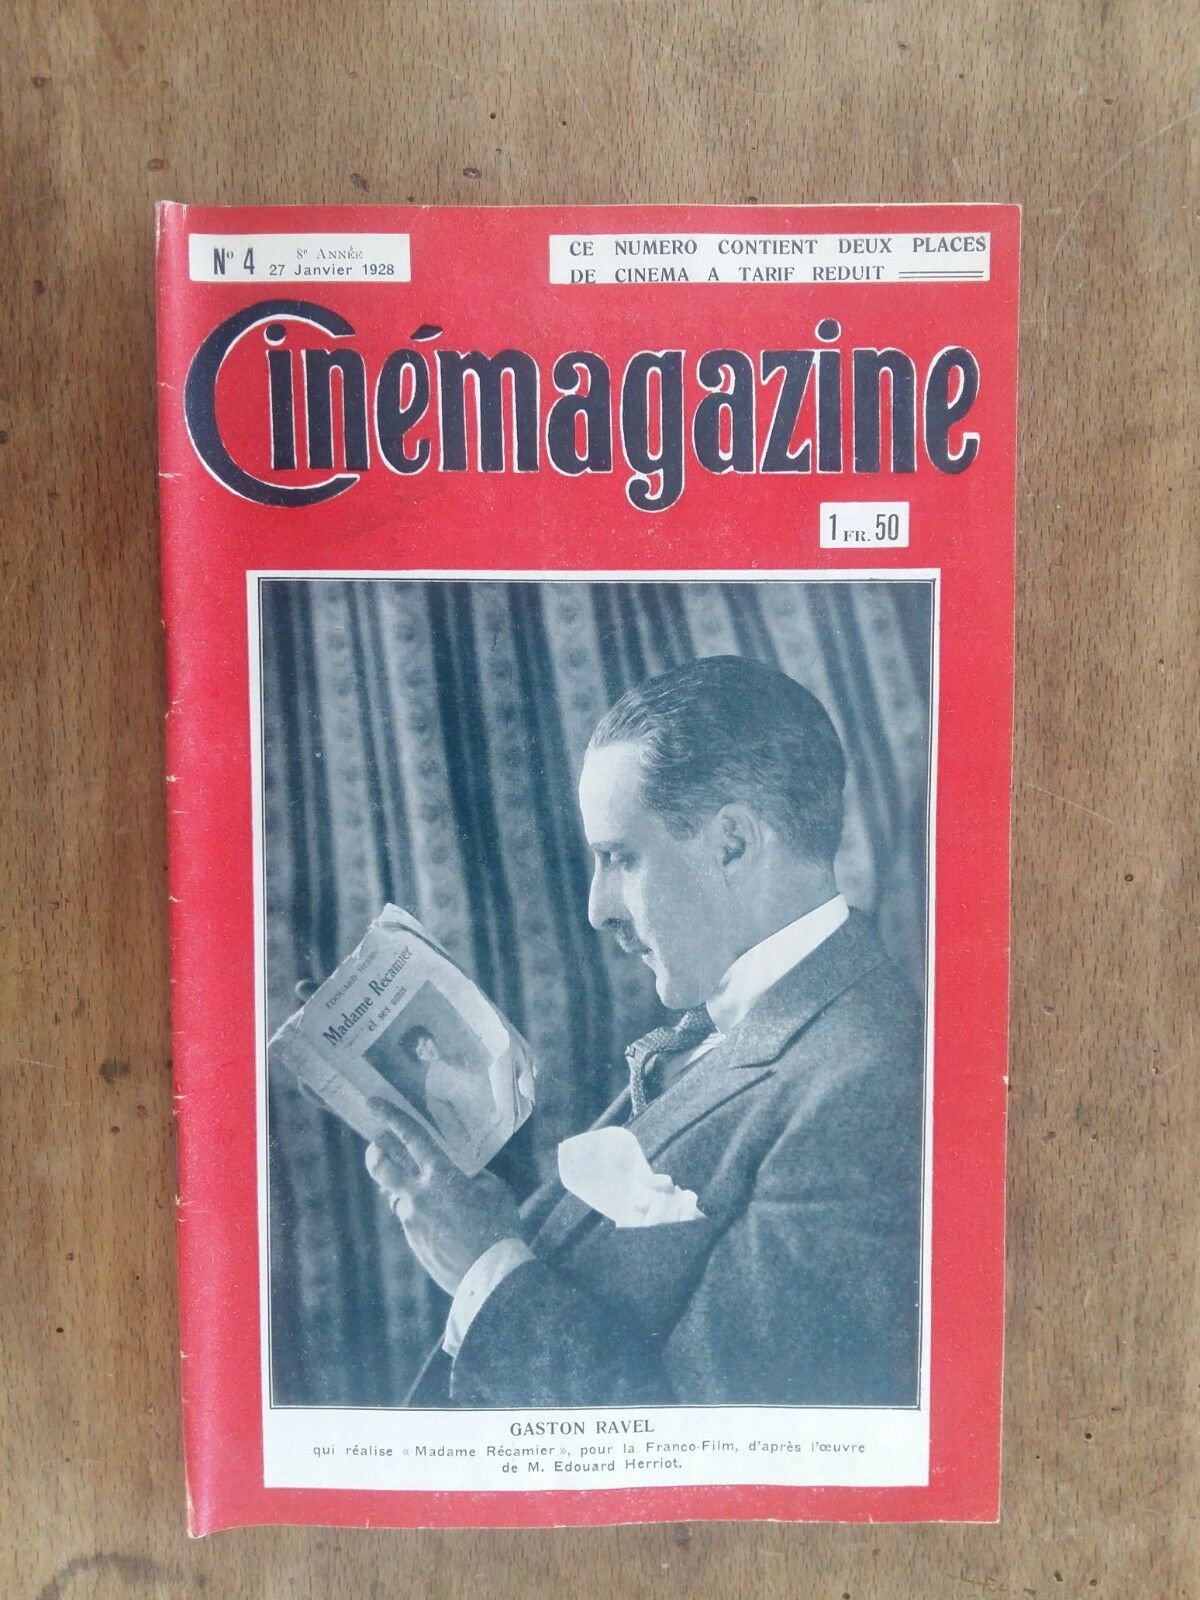 Nº 4
8e ANNÉE
27 Janvier 1928
CE NUMERO CONTIENT DEUX PLACES
DE CINEMA A TARIF REDUIT
Cinémagazine
1 FR. 50
EDOUARD
Madame Récamier
et ses amis
GASTON RAVEL
qui réalise « Madame Récamier », pour la Franco-Film, d'après l'œuvre
de M. Edouard Herriot.